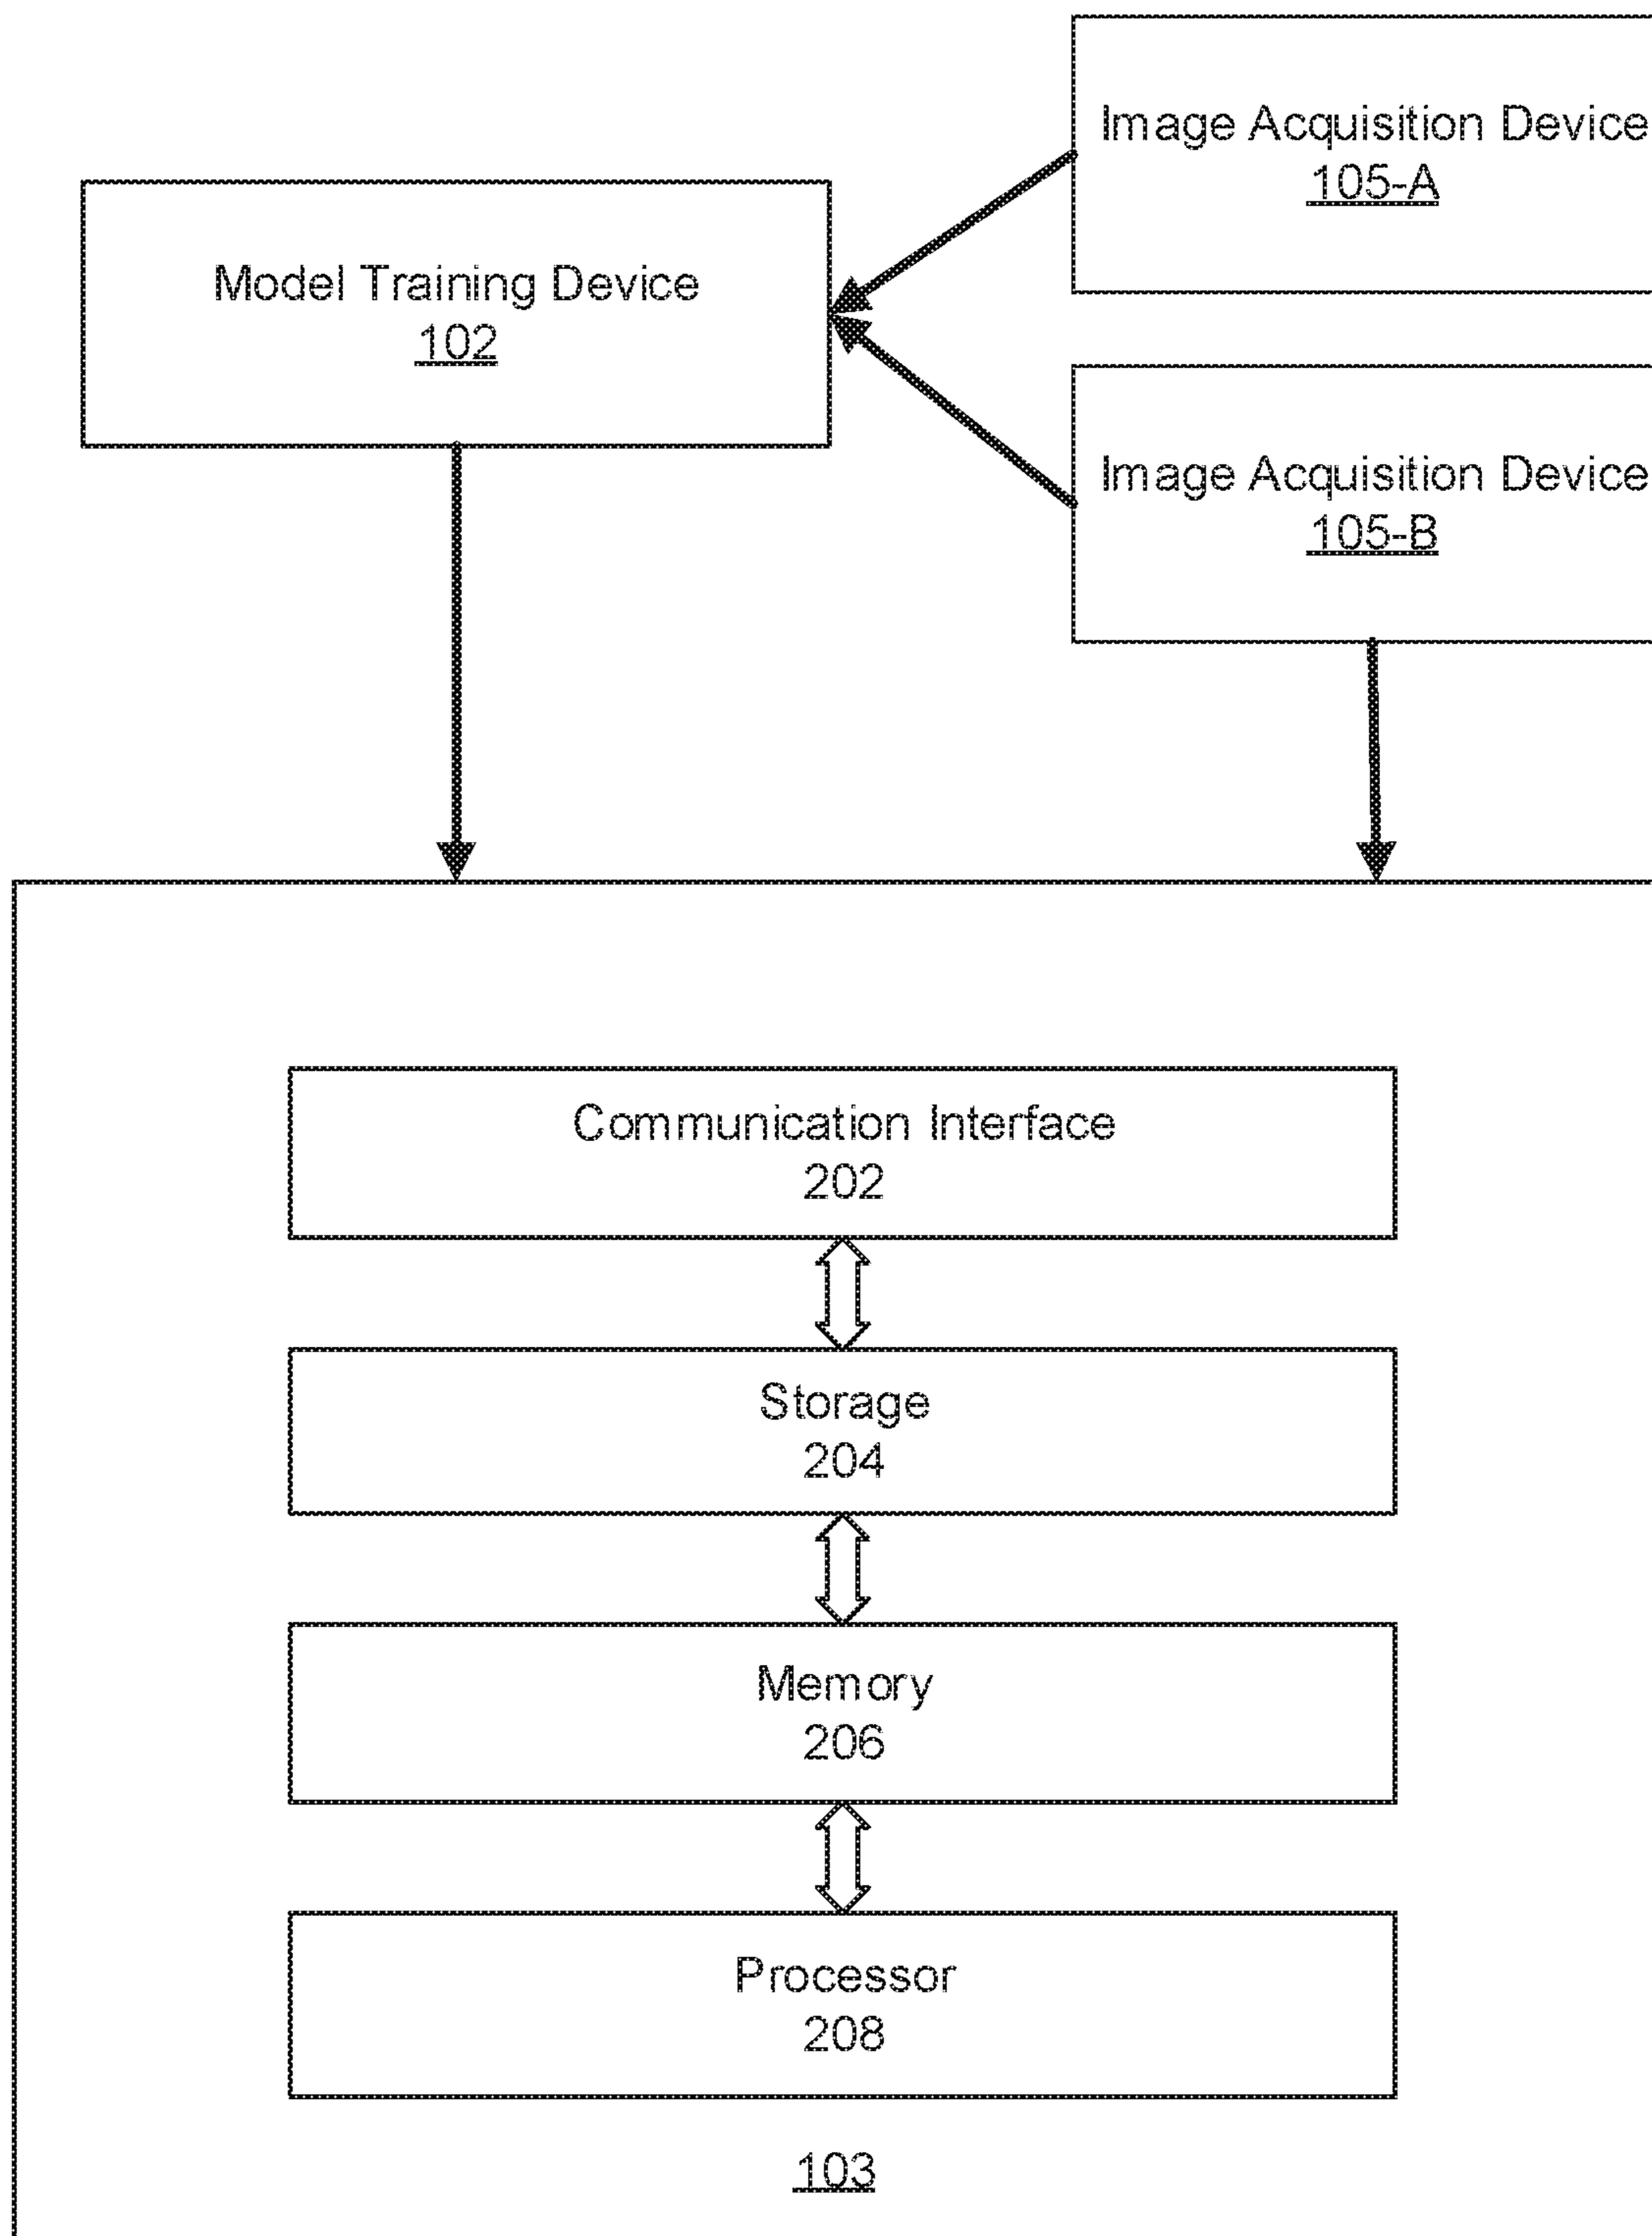 Image Acquisition Device
105-A
Model Training Device
102
Image Acquisition Device
105-B
Communication Interface
202
Storage
204
Memory
206
Processor
208
103